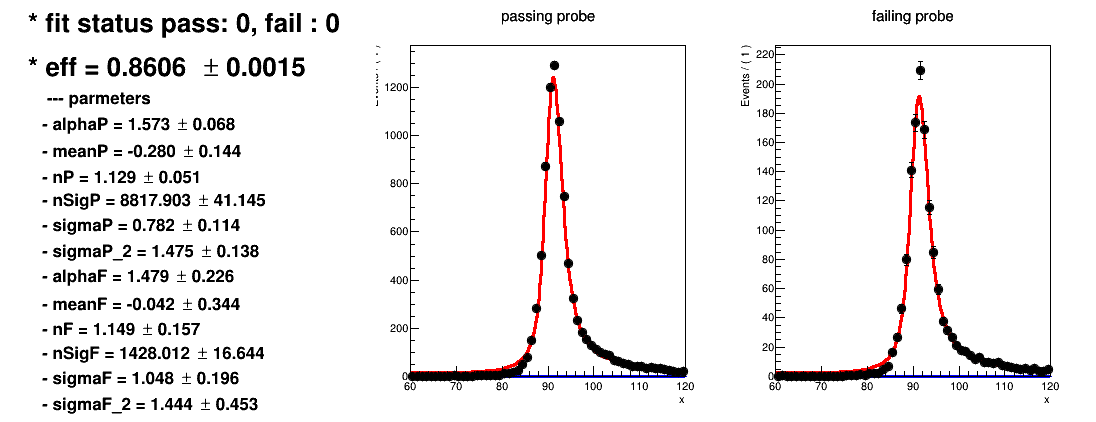 * fit status pass: 0, fail : 0
* eff = 0.8606 ± 0.0015
--- parmeters
- alphaP = 1.573 ± 0.068
- meanP = -0.280 ± 0.144
- nP = 1.129 ± 0.051
- nSigP = 8817.903 ± 41.145
- sigmaP = 0.782 ± 0.114
- sigmaP_2 = 1.475 ± 0.138
- alphaF = 1.479 ± 0.226
- meanF = -0.042 ± 0.344
- nF = 1.149 ± 0.157
- nSigF = 1428.012 ± 16.644
- sigmaF = 1.048 ± 0.196
- sigmaF_2 = 1.444 ± 0.453
passing probe
1200
1000
800
600
400
200
0
60 70 80 90 100 110 120
x
failing probe
Events / ( 1 )
220
200
180
160
140
120
100
80
60
40
20
0
60 70 80 90 100 110 120
x